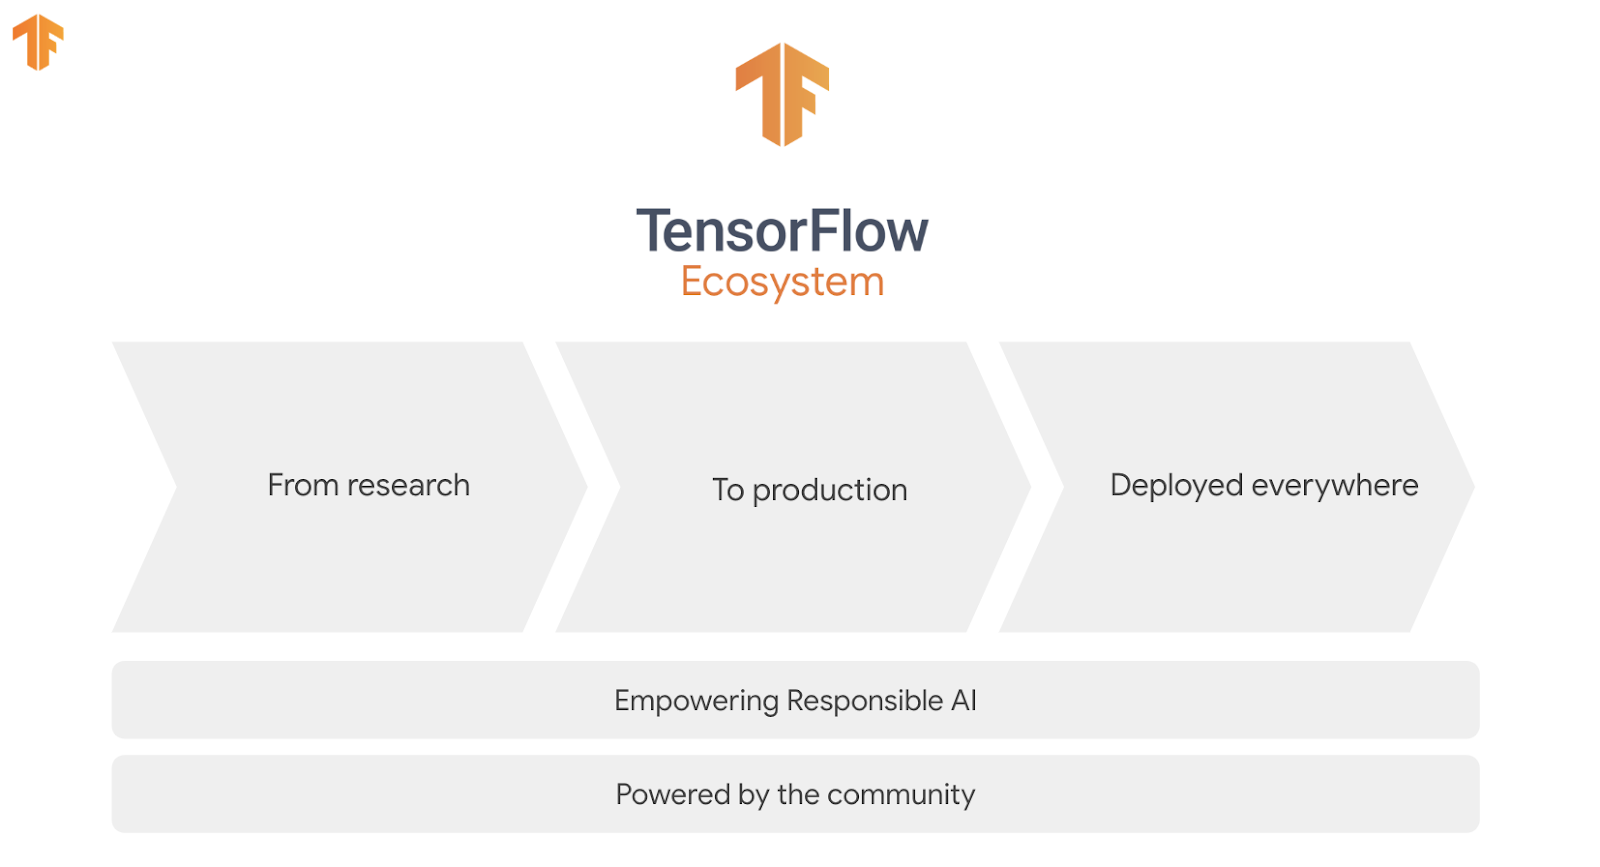 TensorFlow
Ecosystem
From research
To production
Deployed everywhere
Empowering Responsible AI
Powered by the community